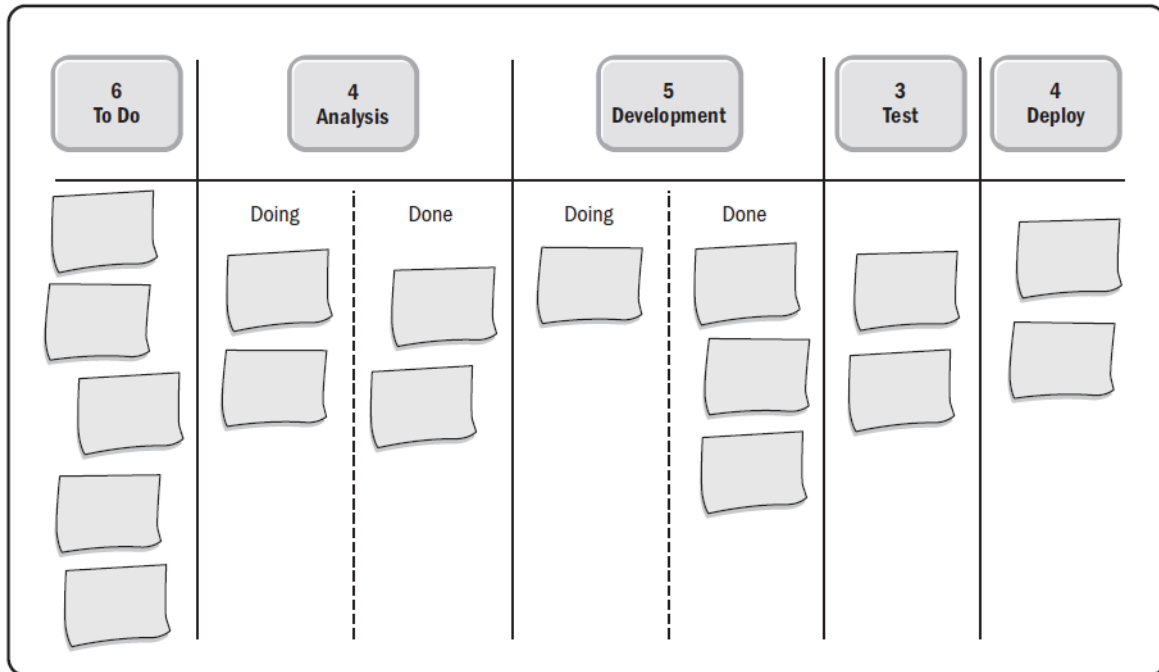 6
To Do
4
Analysis
5
Development
3
Test
4
Deploy
Doing
Done
Doing
Done